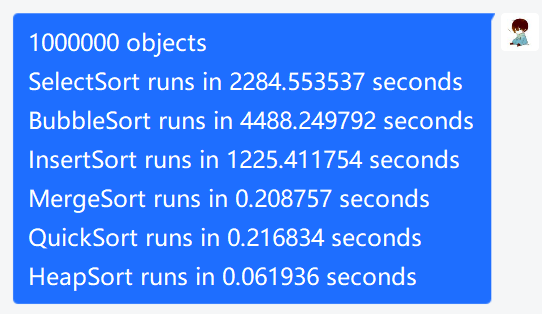 1000000 objects
SelectSort runs in 2284.553537 seconds
BubbleSort runs in 4488.249792 seconds
InsertSort runs in 1225.411754 seconds
MergeSort runs in 0.208757 seconds
QuickSort runs in 0.216834 seconds
HeapSort runs in 0.061936 seconds